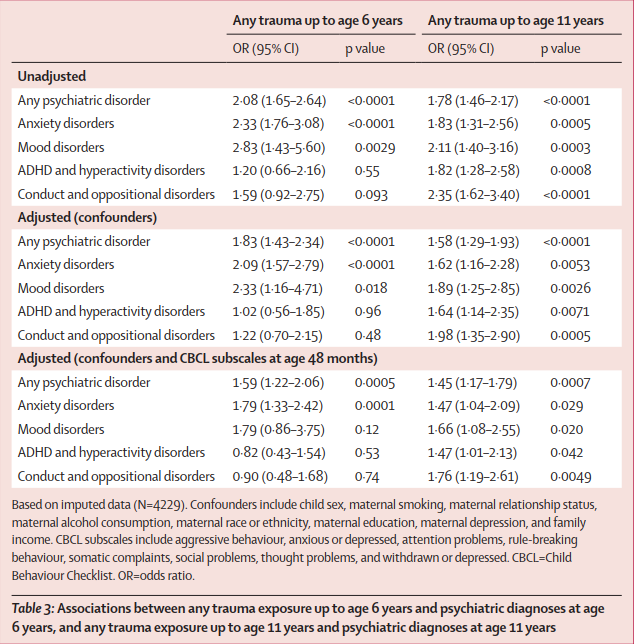 Any trauma up to age 6 years Any trauma up to age 11 years
OR (95% CI) p value OR (95% CI) p value
Unadjusted
Any psychiatric disorder 2·08 (1·65–2·64) <0·0001 1·78 (1·46–2·17) <0·0001
Anxiety disorders 2·33 (1·76–3·08) <0·0001 1·83 (1·31–2·56) 0·0005
Mood disorders 2·83 (1·43–5·60) 0·0029 2·11 (1·40–3·16) 0·0003
ADHD and hyperactivity disorders 1·20 (0·66–2·16) 0·55 1·82 (1·28–2·58) 0·0008
Conduct and oppositional disorders 1·59 (0·92–2·75) 0·093 2·35 (1·62–3·40) <0·0001
Adjusted (confounders)
Any psychiatric disorder 1·83 (1·43–2·34) <0·0001 1·58 (1·29–1·93) <0·0001
Anxiety disorders 2·09 (1·57–2·79) <0·0001 1·62 (1·16–2·28) 0·0053
Mood disorders 2·33 (1·16–4·71) 0·018 1·89 (1·25–2·85) 0·0026
ADHD and hyperactivity disorders 1·02 (0·56–1·85) 0·96 1·64 (1·14–2·35) 0·0071
Conduct and oppositional disorders 1·22 (0·70–2·15) 0·48 1·98 (1·35–2·90) 0·0005
Adjusted (confounders and CBCL subscales at age 48 months)
Any psychiatric disorder 1·59 (1·22–2·06) 0·0005 1·45 (1·17–1·79) 0·0007
Anxiety disorders 1·79 (1·33–2·42) 0·0001 1·47 (1·04–2·09) 0·029
Mood disorders 1·79 (0·86–3·75) 0·12 1·66 (1·08–2·55) 0·020
ADHD and hyperactivity disorders 0·82 (0·43–1·54) 0·53 1·47 (1·01–2·13) 0·042
Conduct and oppositional disorders 0·90 (0·48–1·68) 0·74 1·76 (1·19–2·61) 0·0049
Based on imputed data (N=4229). Confounders include child sex, maternal smoking, maternal relationship status,
maternal alcohol consumption, maternal race or ethnicity, maternal education, maternal depression, and family
income. CBCL subscales include aggressive behaviour, anxious or depressed, attention problems, rule-breaking
behaviour, somatic complaints, social problems, thought problems, and withdrawn or depressed. CBCL=Child
Behaviour Checklist. OR=odds ratio.
Table 3: Associations between any trauma exposure up to age 6 years and psychiatric diagnoses at age
6 years, and any trauma exposure up to age 11 years and psychiatric diagnoses at age 11 years